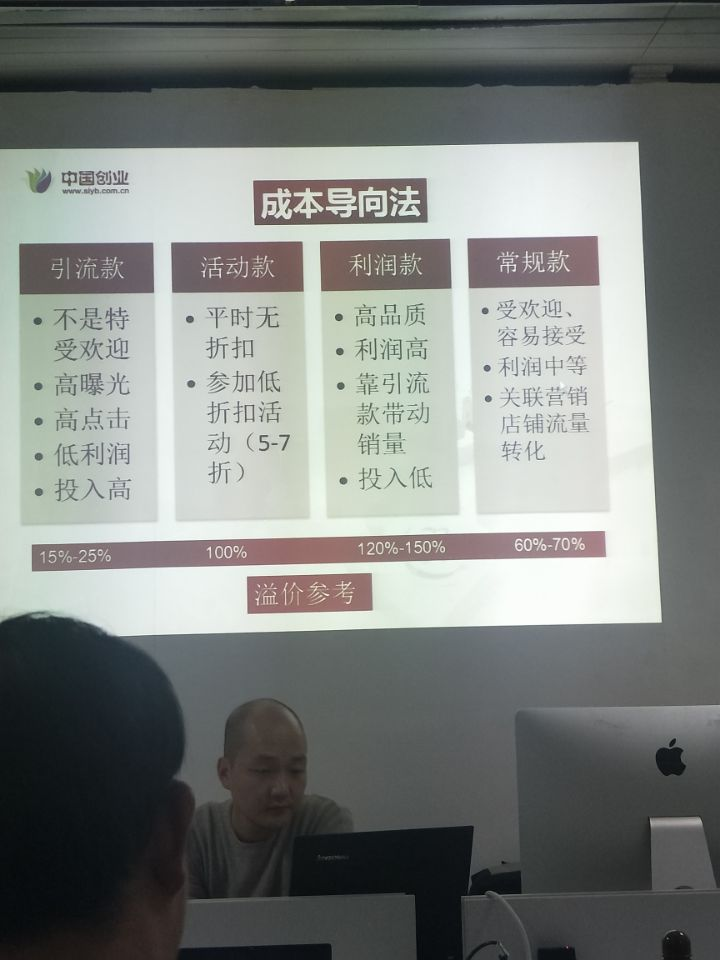 中国创业
www.siyb.com.cn
成本导向法
引流款
• 不是特
受欢迎
• 高曝光
• 高点击
• 低利润
• 投入高
活动款
• 平时无
折扣
• 参加低
折扣活
动（5-7
折）
利润款
• 高品质
• 利润高
• 靠引流
款带动
销量
• 投入低
常规款
• 受欢迎、
容易接受
• 利润中等
• 关联营销
店铺流量
转化
15%-25%
100%
120%-150%
60%-70%
溢价参考